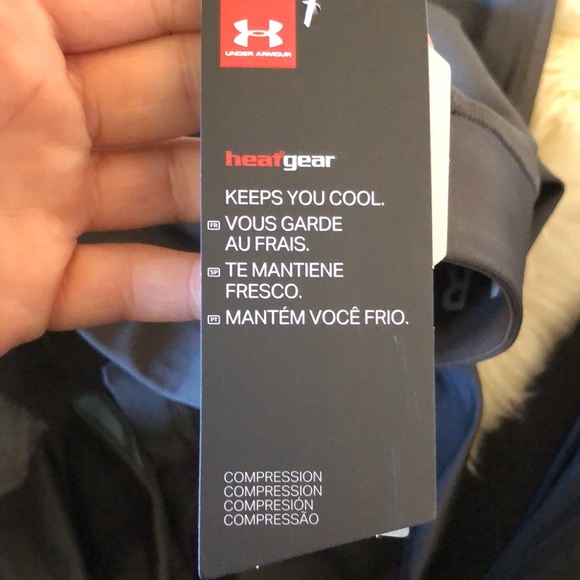 UNDER ARMOUR
heatgear
KEEPS YOU COOL.
FR VOUS GARDE
AU FRAIS.
SP TE MANTIENE
FRESCO.
PT MANTÉM VOCÊ FRIO.
COMPRESSION
COMPRESSION
COMPRESIÓN
COMPRESSÃO